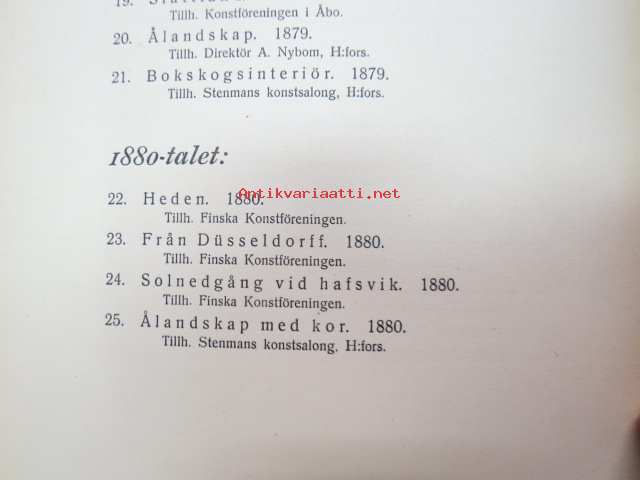 19.
Tillh. Konstföreningen i Åbo.
20. Ålandskap. 1879.
Tillh. Direktör A. Nybom, H:fors.
21. Bokskogsinteriör. 1879.
Tillh. Stenmans konstsalong, H:fors.
1880-talet:
Antikvariaatti.net
22. Heden. 1880.
Tillh. Finska Konstföreningen.
23. Från Düsseldorff. 1880.
Tillh. Finska Konstföreningen.
24. Solnedgång vid hafsvik. 1880.
Tillh. Finska Konstföreningen.
25. Ålandskap med kor. 1880.
Tillh. Stenmans konstsalong, H:fors.